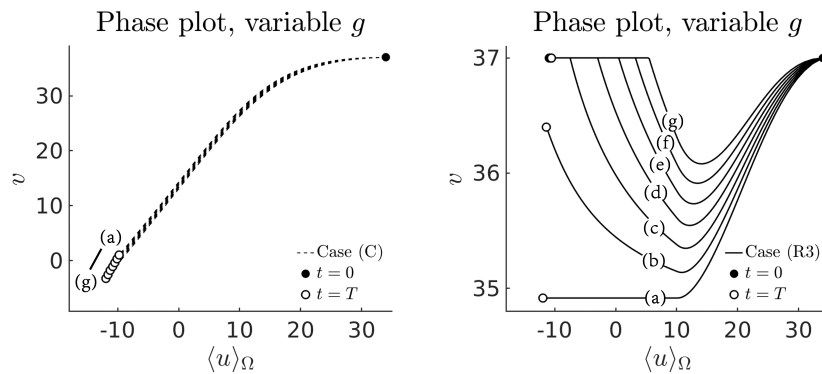 Phase plot, variable g
v
30
20
10
0
(a)
(g)
Case (C)
t = 0
t = T
-10 0 10 20 30
⟨u⟩Ω
Phase plot, variable g
v
37
36
35
(g)
(f)
(e)
(d)
(c)
(b)
(a)
Case (R3)
t = 0
t = T
-10 0 10 20 30
⟨u⟩Ω